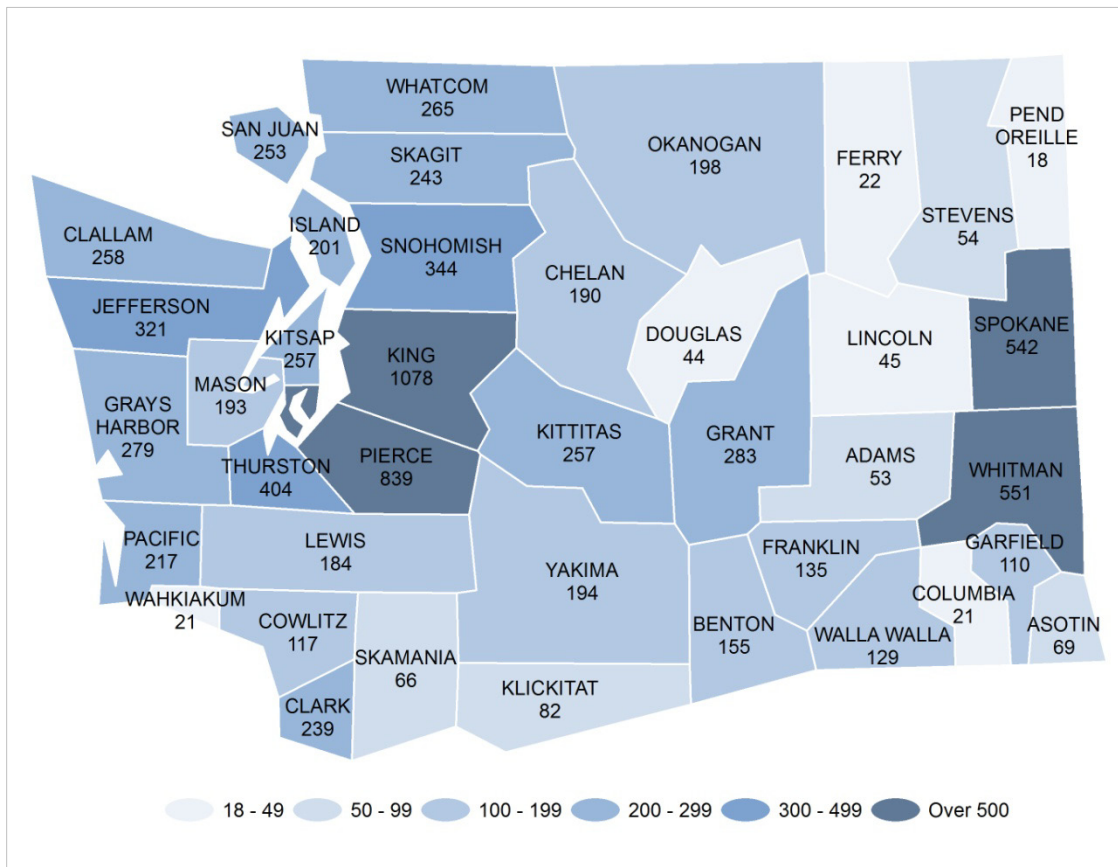 WHATCOM
265
SAN JUAN
253
SKAGIT
243
OKANOGAN
198
FERRY
22
PEND
OREILLE
18
STEVENS
54
CLALLAM
258
ISLAND
201
SNOHOMISH
344
CHELAN
190
JEFFERSON
321
KITSAP
257
KING
1078
DOUGLAS
44
LINCOLN
45
SPOKANE
542
MASON
193
GRAYS
HARBOR
279
THURSTON
404
PIERCE
839
KITTITAS
257
GRANT
283
ADAMS
53
WHITMAN
551
PACIFIC
217
LEWIS
184
YAKIMA
194
FRANKLIN
135
GARFIELD
110
WAHKIAKUM
21
COWLITZ
117
BENTON
155
WALLA WALLA
129
COLUMBIA
21
ASOTIN
69
SKAMANIA
66
KLICKITAT
82
CLARK
239
18 - 49 50 - 99 100 - 199 200 - 299 300 - 499 Over 500